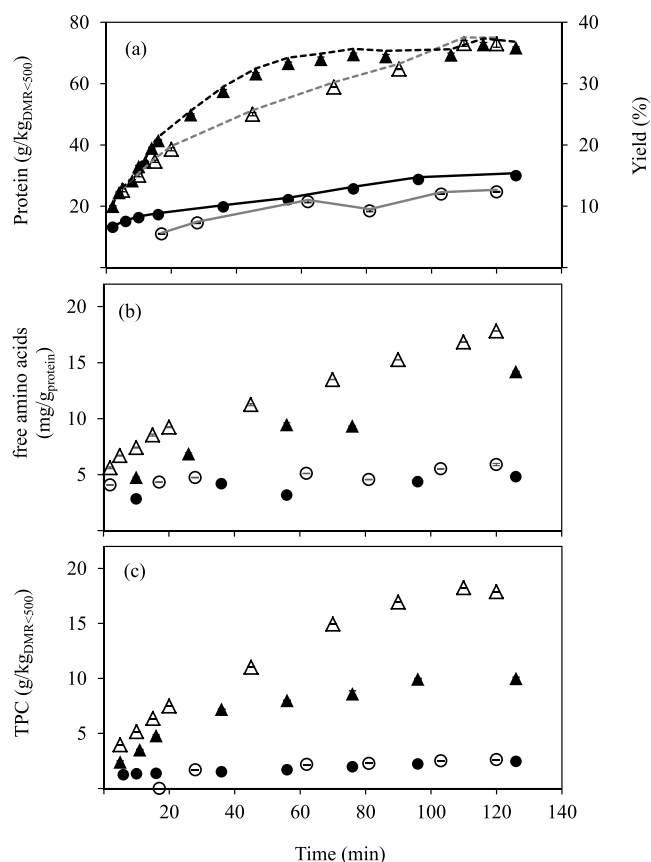 80
60
40
20
Protein (g/kgDMR<500)
(a)
40
30
20
10
Yield (%)
20
15
10
5
free amino acids
(mg/gprotein)
(b)
20
15
10
5
TPC (g/kgDMR<500)
(c)
20 40 60 80 100 120 140
Time (min)